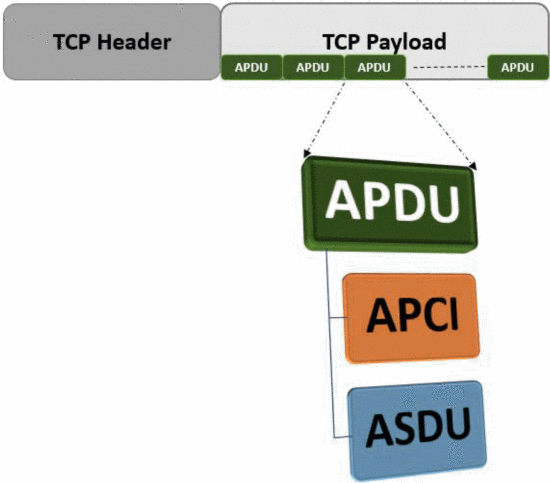 TCP Header
TCP Payload
APDU APDU APDU APDU
APDU
APCI
ASDU